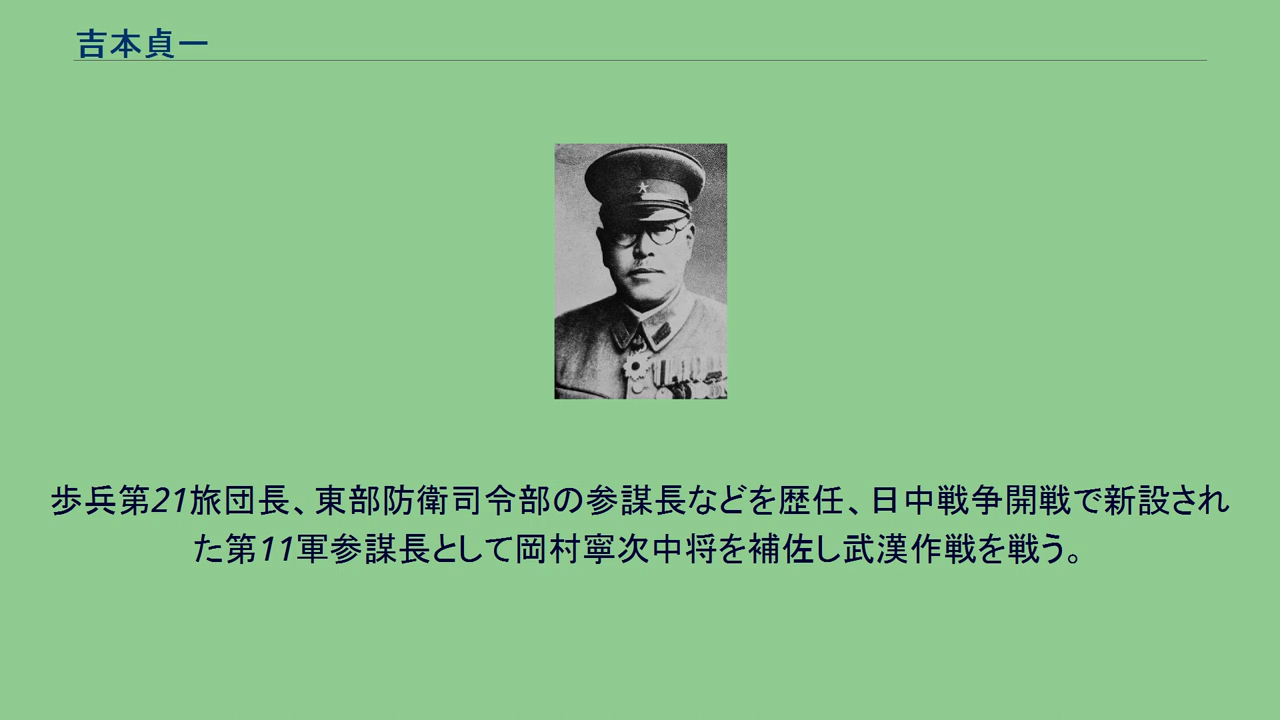 吉本貞一
歩兵第21旅団長、東部防衛司令部の参謀長などを歴任、日中戦争開戦で新設され
た第11軍参謀長として岡村寧次中将を補佐し武漢作戦を戦う。